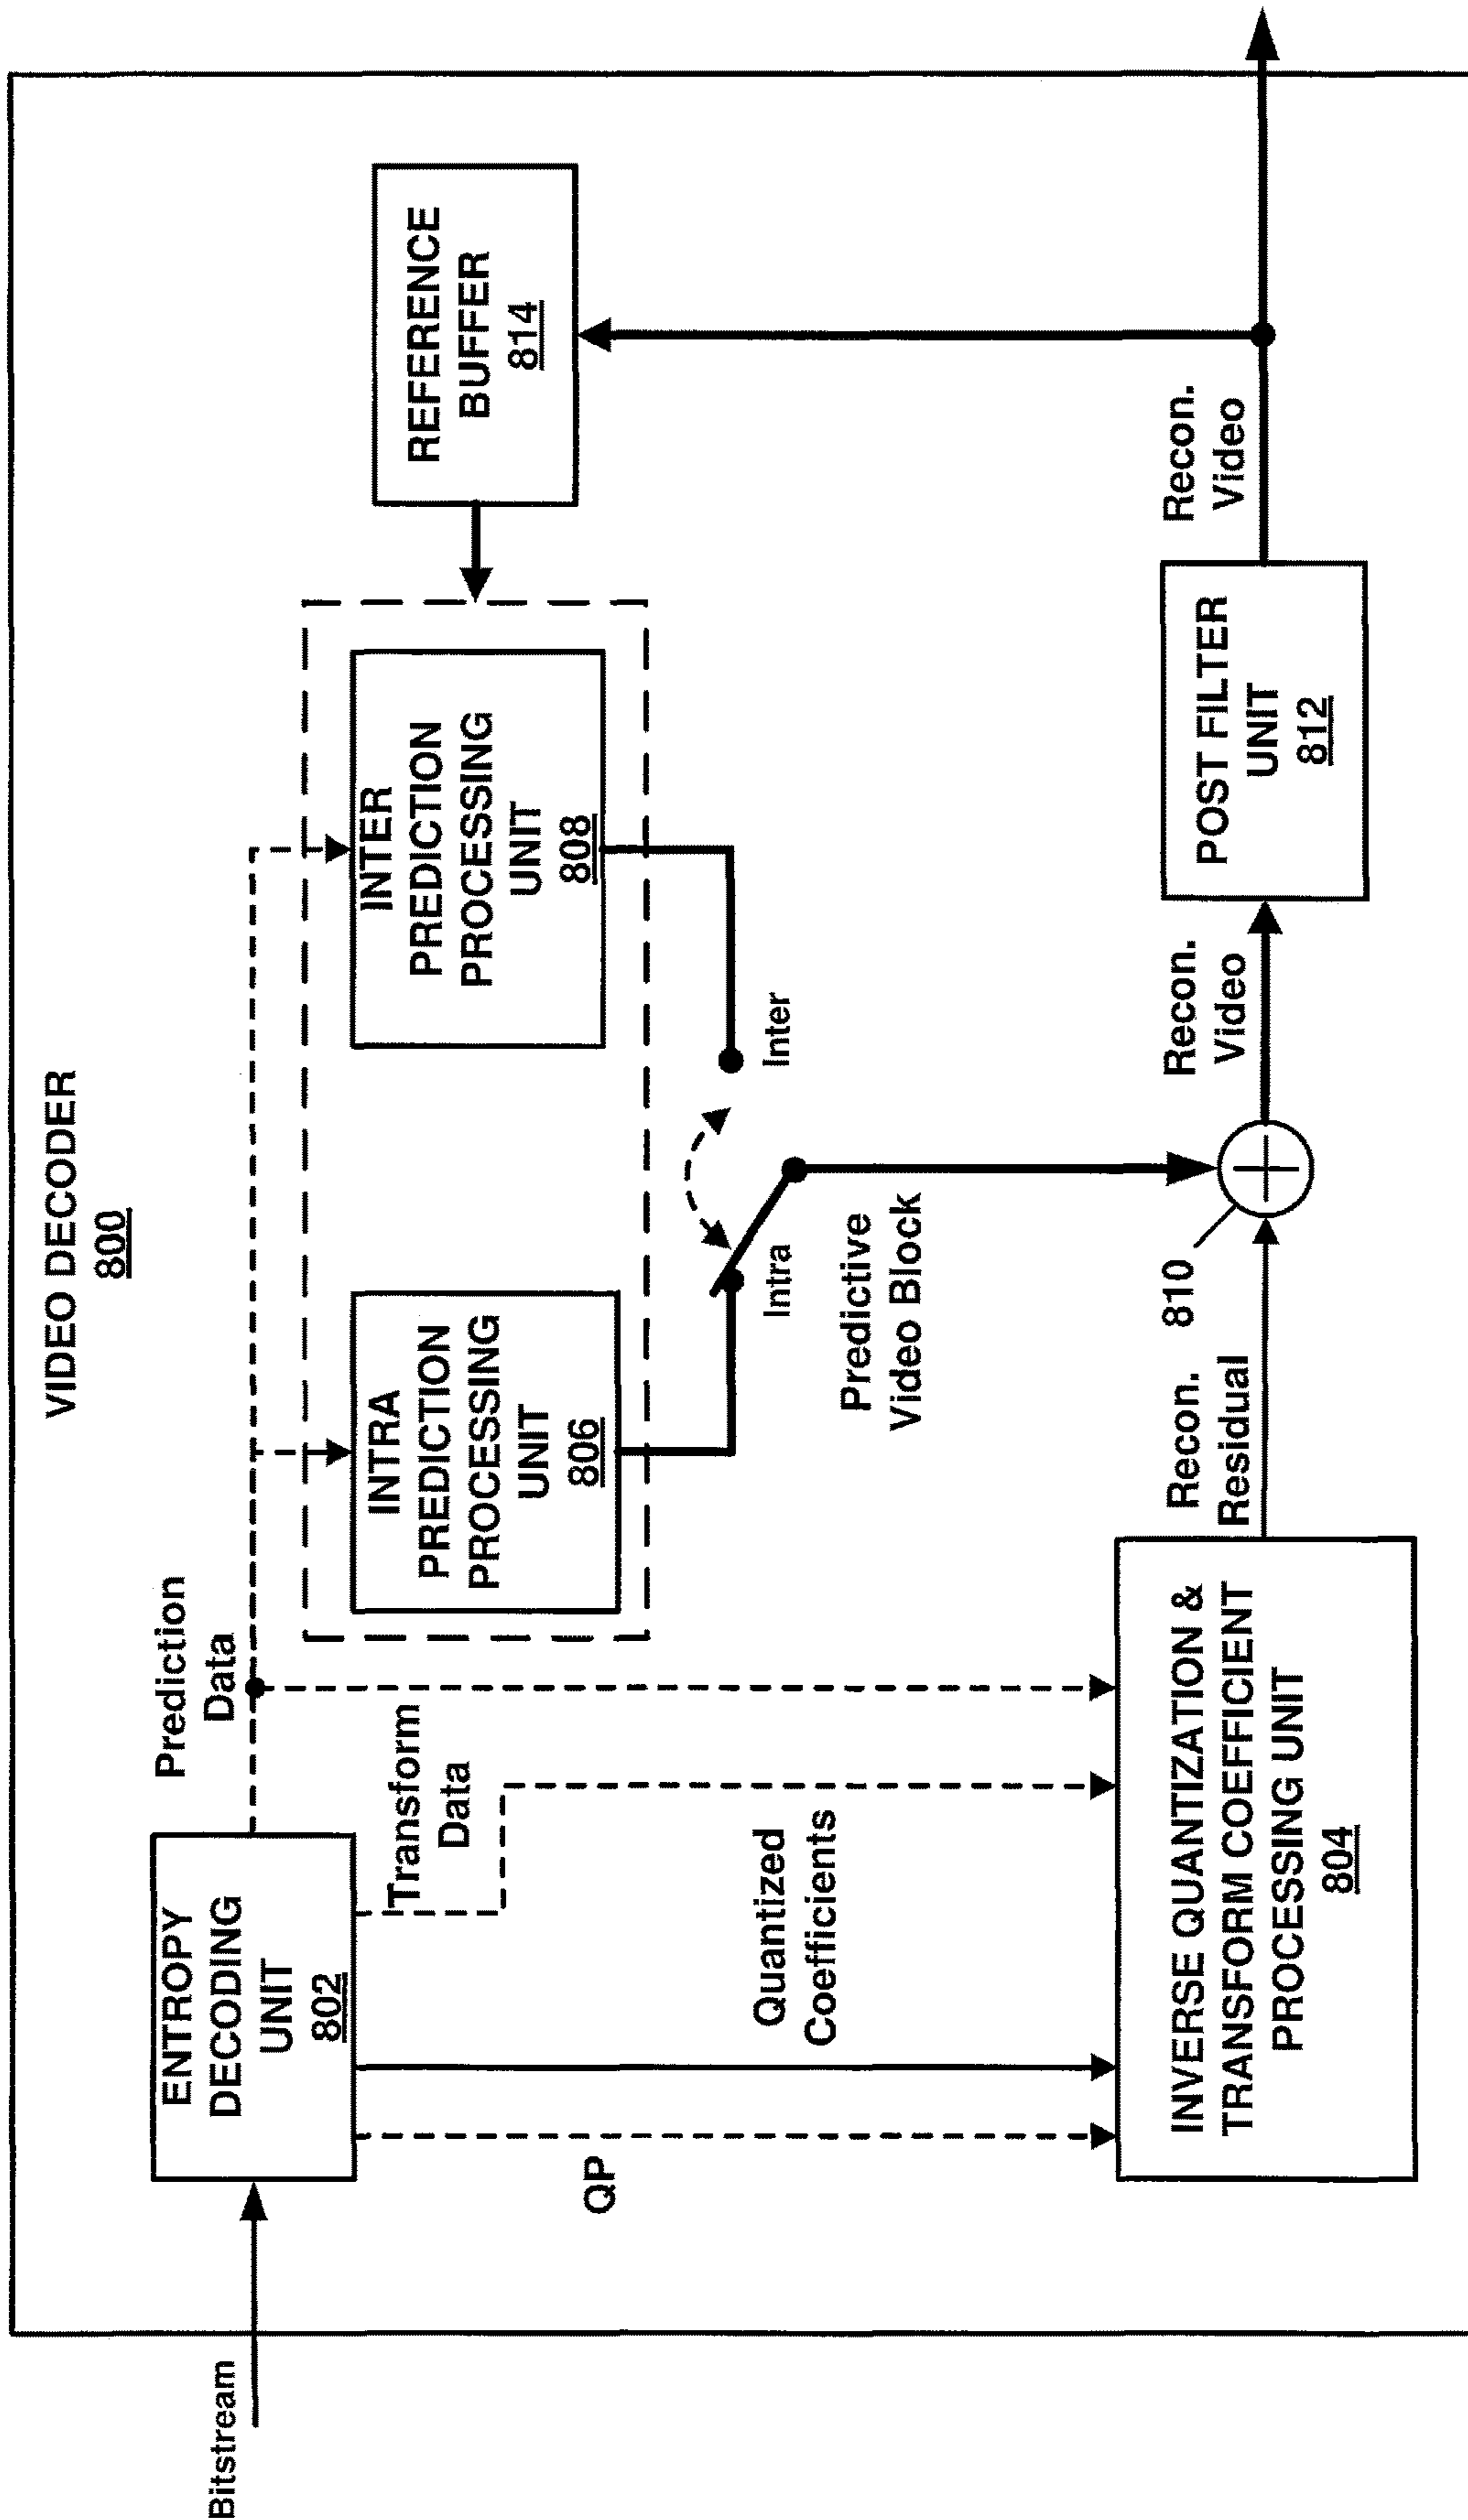 VIDEO DECODER
800
Bitstream
ENTROPY
DECODING
UNIT
802
Prediction
Data
Transform
Data
QP
Quantized
Coefficients
INTRA
PREDICTION
PROCESSING
UNIT
806
INTER
PREDICTION
PROCESSING
UNIT
808
REFERENCE
BUFFER
814
Intra
Inter
Predictive
Video Block
INVERSE QUANTIZATION &
TRANSFORM COEFFICIENT
PROCESSING UNIT
804
Recon.
Residual
810
Recon.
Video
POST FILTER
UNIT
812
Recon.
Video